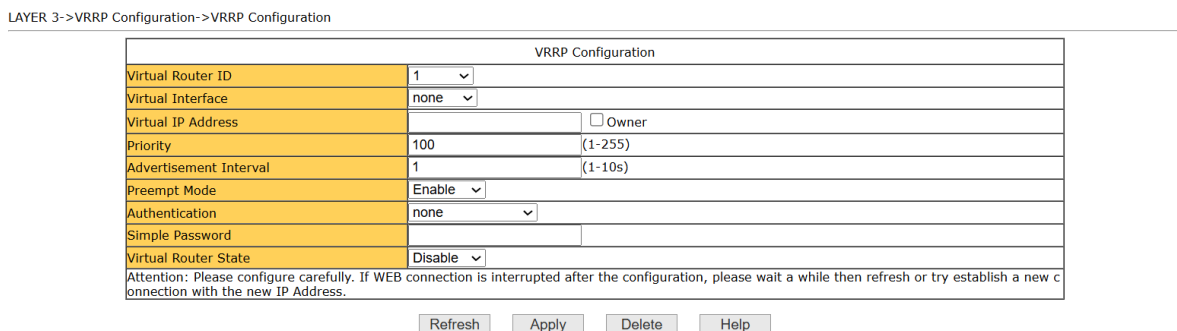 LAYER 3->VRRP Configuration->VRRP Configuration
VRRP Configuration
Virtual Router ID 1
Virtual Interface none
Virtual IP Address Owner
Priority 100 (1-255)
Advertisement Interval 1 (1-10s)
Preempt Mode Enable
Authentication none
Simple Password
Virtual Router State Disable
Attention: Please configure carefully. If WEB connection is interrupted after the configuration, please wait a while then refresh or try establish a new c
onnection with the new IP Address.
Refresh Apply Delete Help